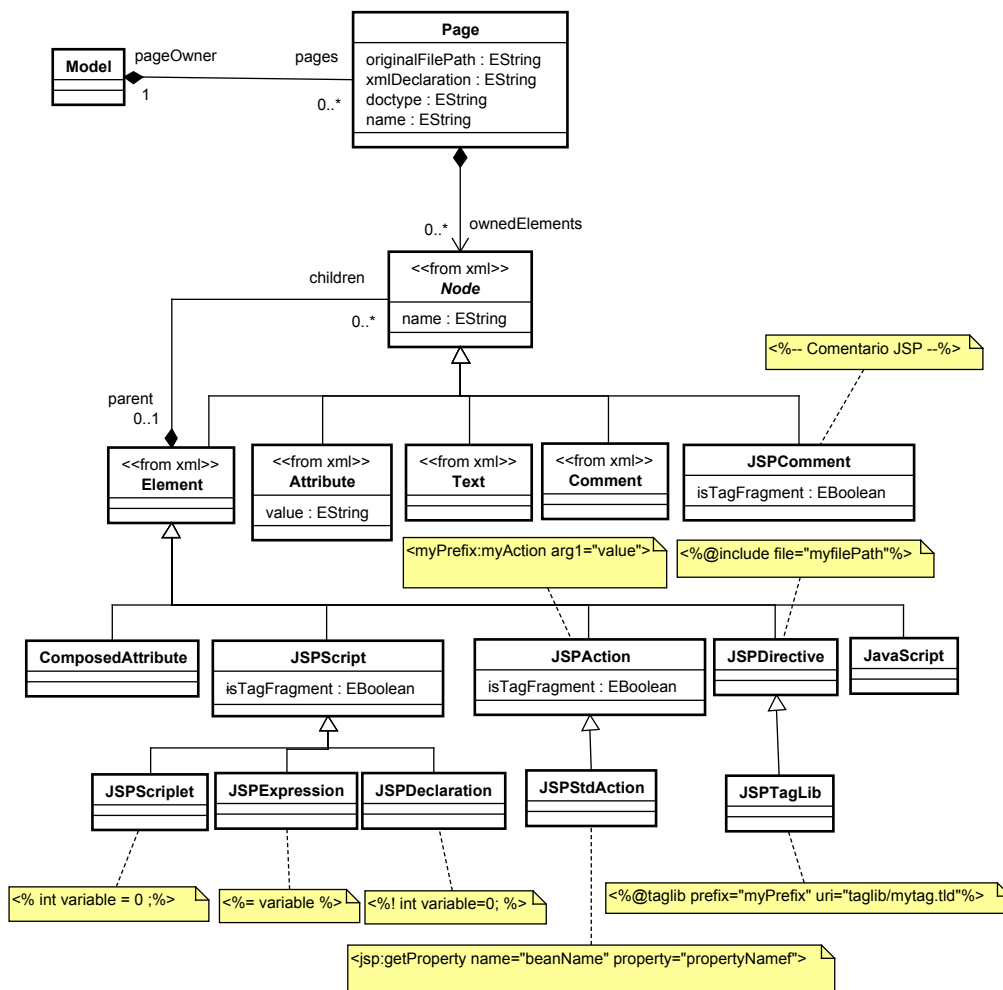 Page
originalFilePath : EString
xmlDeclaration : EString
doctype : EString
name : EString
Model
pageOwner
pages
1
0..*
0..*
ownedElements
<<from xml>>
Node
name : EString
children
0..*
parent
0..1
<%-- Comentario JSP --%>
<<from xml>>
Element
<<from xml>>
Attribute
value : EString
<<from xml>>
Text
<<from xml>>
Comment
JSPComment
isTagFragment : EBoolean
<myPrefix:myAction arg1="value">
<%@include file="myfilePath"%>
ComposedAttribute
JSPScript
isTagFragment : EBoolean
JSPAction
isTagFragment : EBoolean
JSPDirective
JavaScript
JSPScriplet
JSPExpression
JSPDeclaration
JSPStdAction
JSPTagLib
<% int variable = 0 ;%>
<%= variable %>
<%! int variable=0; %>
<%@taglib prefix="myPrefix" uri="taglib/mytag.tld"%>
<jsp:getProperty name="beanName" property="propertyNamef">